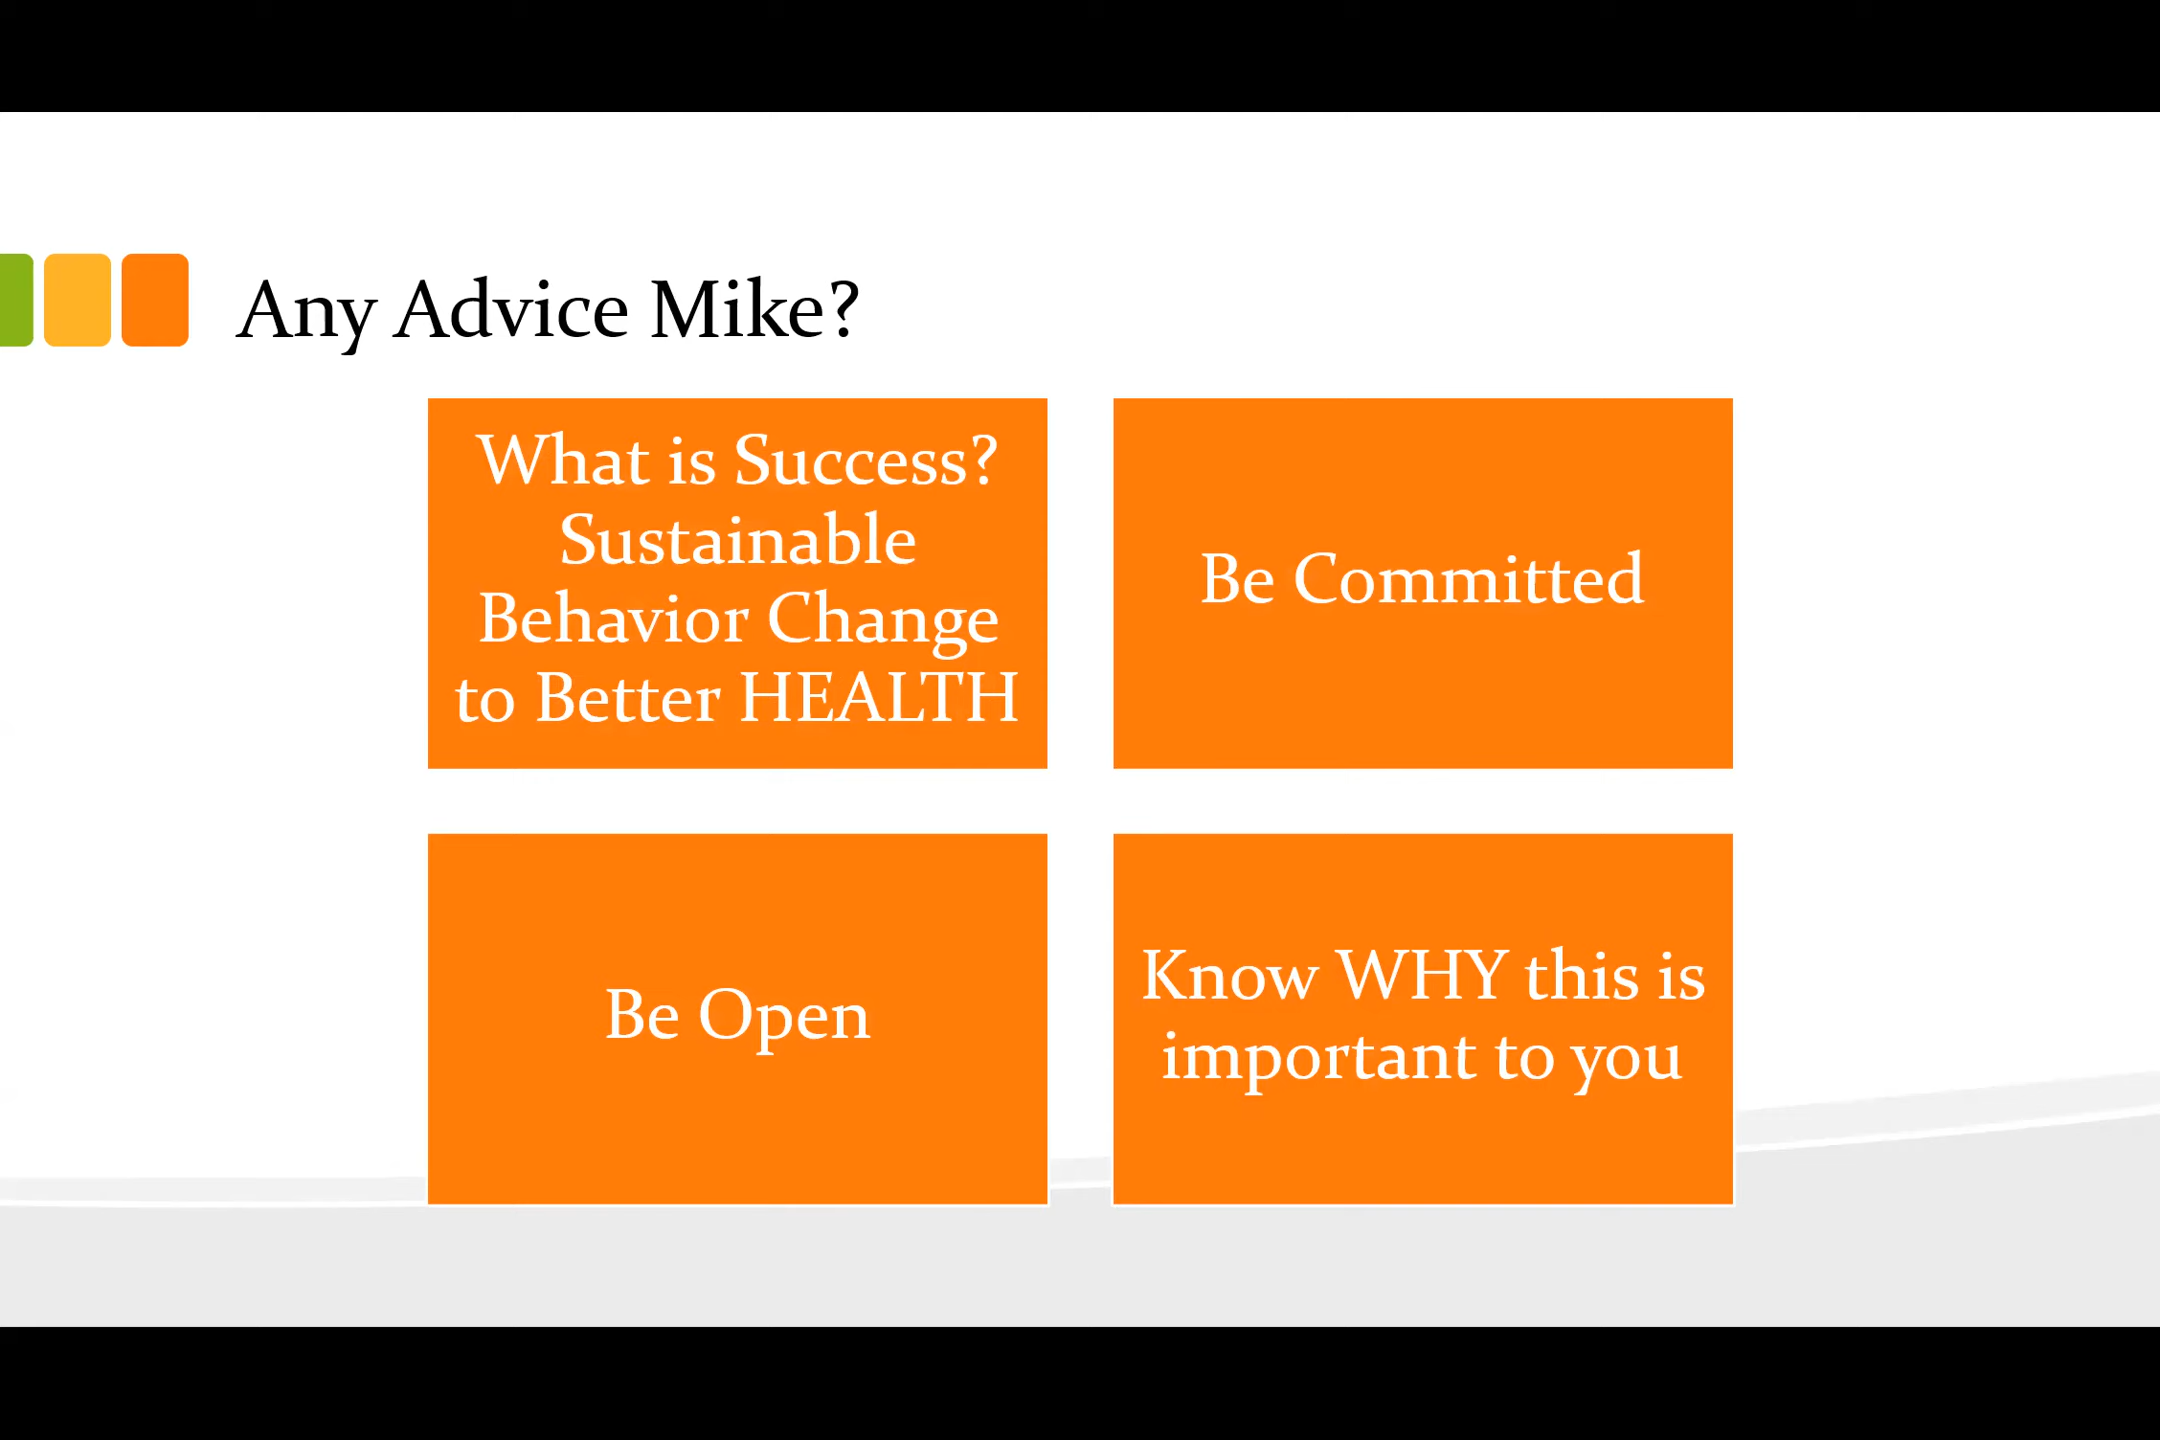 Any Advice Mike?
What is Success?
Sustainable
Behavior Change
to Better HEALTH
Be Committed
Be Open
Know WHY this is
important to you